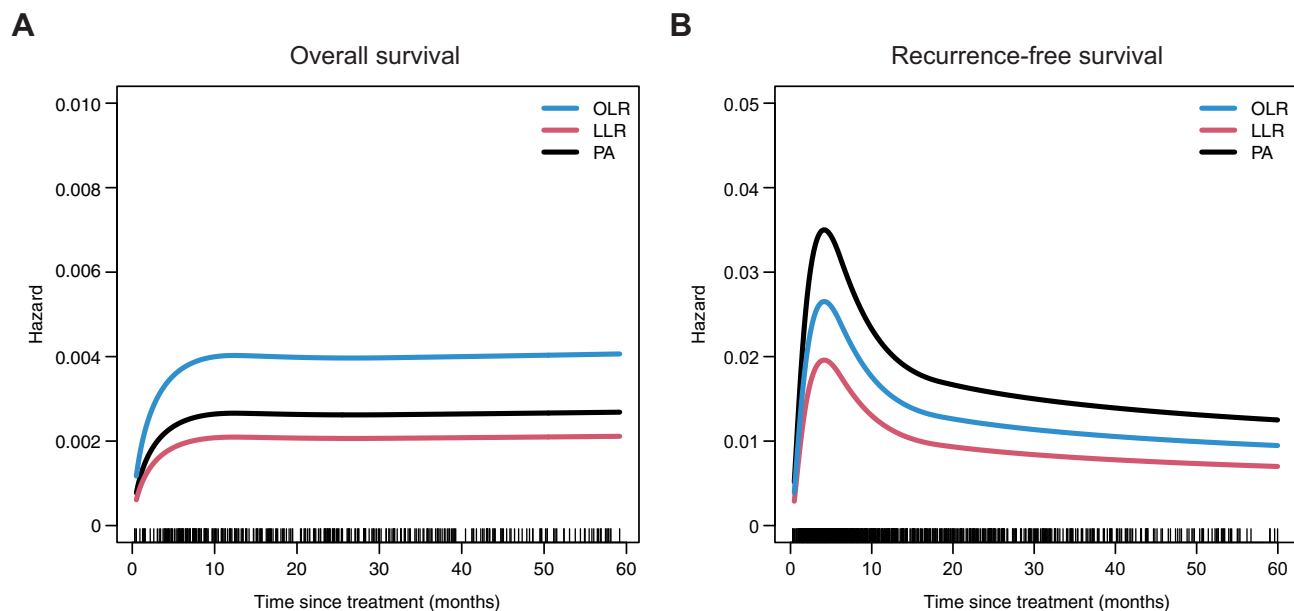 A
Overall survival
0.010
0.008
0.006
0.004
0.002
0
Hazard
OLR
LLR
PA
0 10 20 30 40 50 60
Time since treatment (months)
B
Recurrence-free survival
0.05
0.04
0.03
0.02
0.01
0
Hazard
OLR
LLR
PA
0 10 20 30 40 50 60
Time since treatment (months)